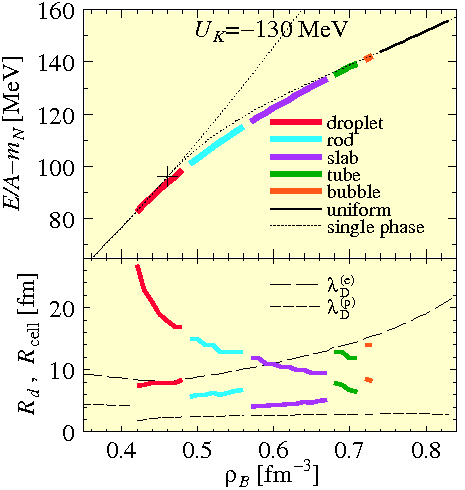 160
140
120
100
80
E/A−m_N [MeV]
U_K=−130 MeV
droplet
rod
slab
tube
bubble
uniform
single phase
20
10
0
R_d , R_cell [fm]
λ_D^(e)
λ_D^(p)
0.4 0.5 0.6 0.7 0.8
ρ_B [fm^−3]